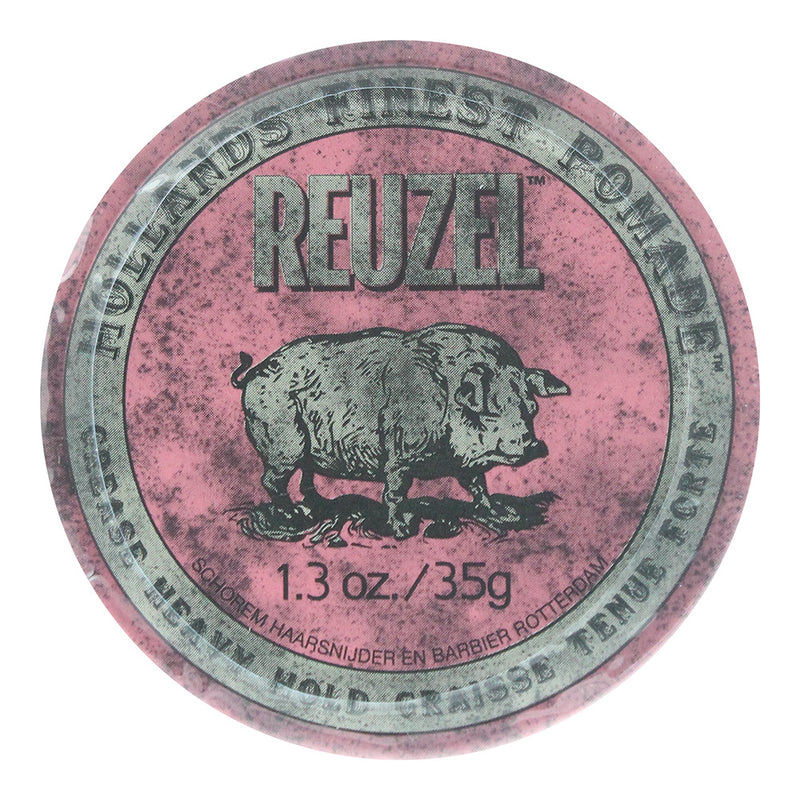 HOLLANDS FINEST POMADE™
REUZEL™
1.3 oz./35g
SCHOREM HAARSNIJDER EN BARBIER ROTTERDAM
GREASE HEAVY HOLD GRAISSE TENUE FORTE